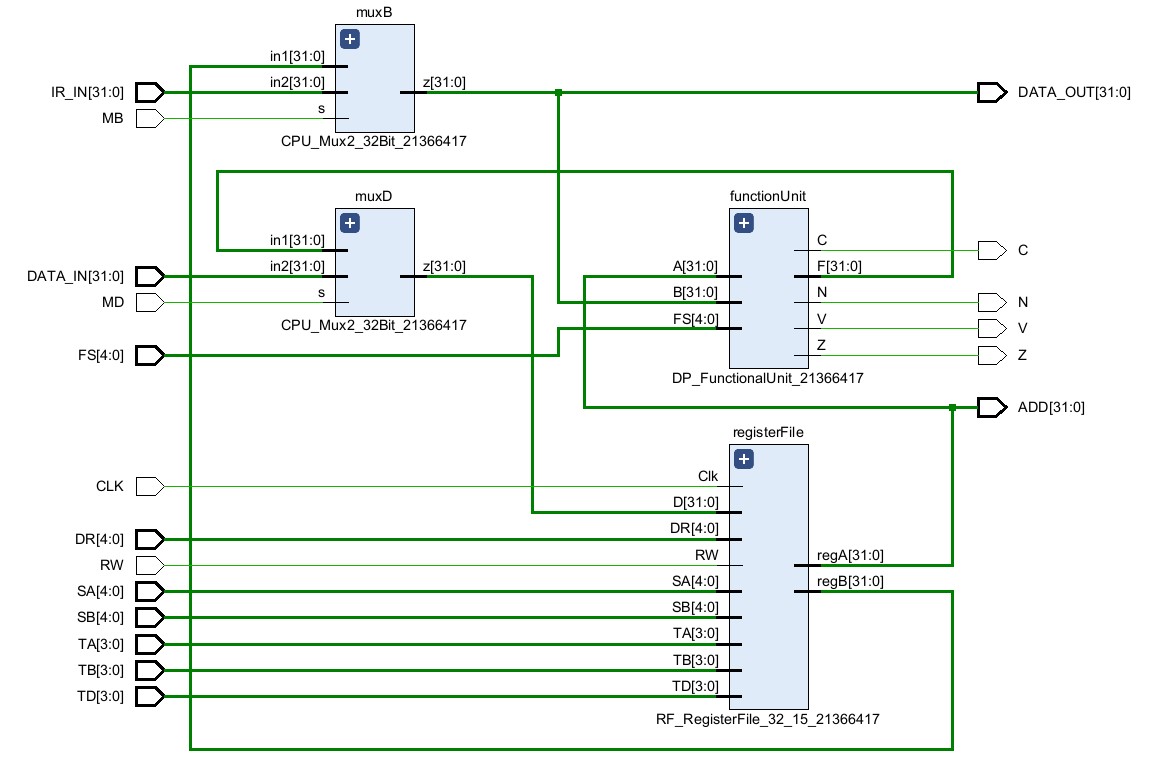 muxB
in1[31:0]
IR_IN[31:0] in2[31:0] z[31:0] DATA_OUT[31:0]
MB s
CPU_Mux2_32Bit_21366417
muxD functionUnit
in1[31:0] C C
DATA_IN[31:0] in2[31:0] z[31:0] A[31:0] F[31:0]
MD s B[31:0] N N
CPU_Mux2_32Bit_21366417 FS[4:0] V V
FS[4:0] Z Z
DP_FunctionalUnit_21366417
ADD[31:0]
registerFile
CLK Clk
D[31:0]
DR[4:0] DR[4:0]
RW RW regA[31:0]
SA[4:0] SA[4:0] regB[31:0]
SB[4:0] SB[4:0]
TA[3:0] TA[3:0]
TB[3:0] TB[3:0]
TD[3:0] TD[3:0]
RF_RegisterFile_32_15_21366417